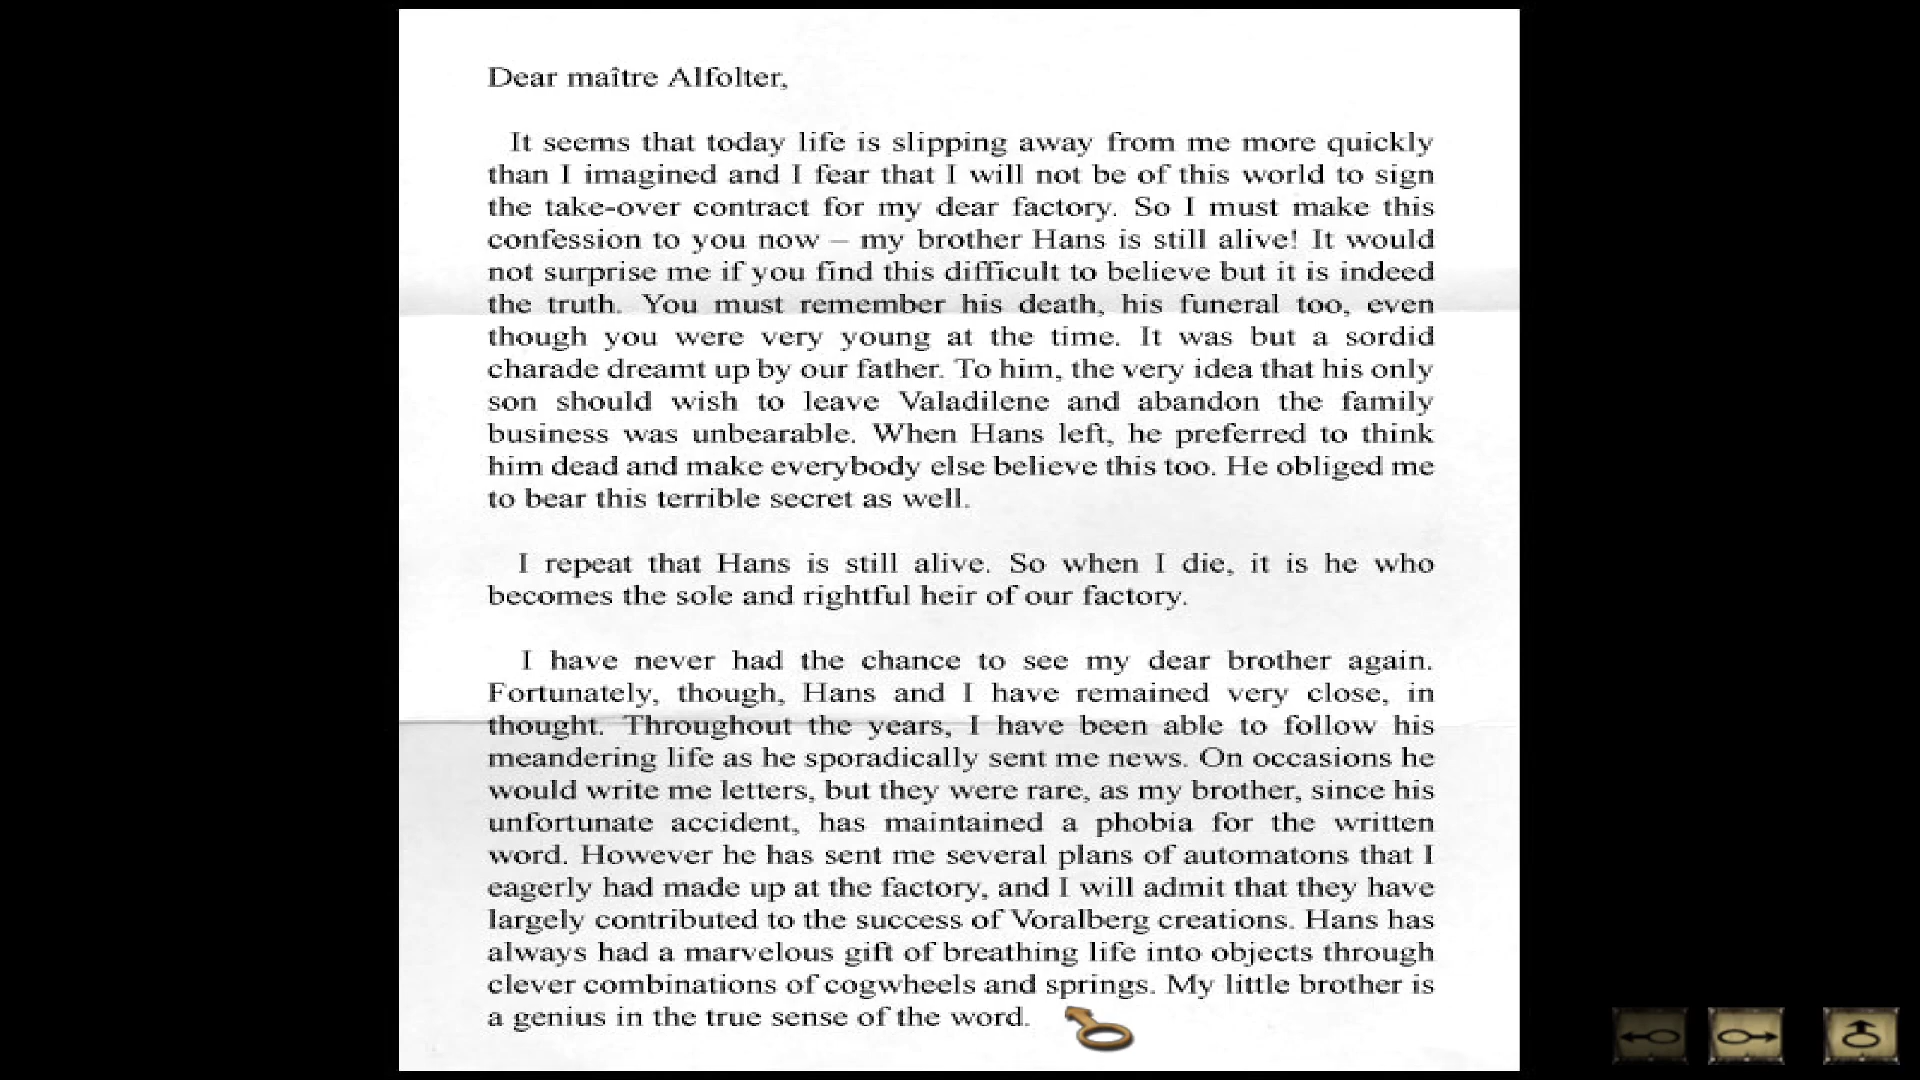 Dear maître Alfolter,
It seems that today life is slipping away from me more quickly
than I imagined and I fear that I will not be of this world to sign
the take-over contract for my dear factory. So I must make this
confession to you now – my brother Hans is still alive! It would
not surprise me if you find this difficult to believe but it is indeed
the truth. You must remember his death, his funeral too, even
though you were very young at the time. It was but a sordid
charade dreamt up by our father. To him, the very idea that his only
son should wish to leave Valadilene and abandon the family
business was unbearable. When Hans left, he preferred to think
him dead and make everybody else believe this too. He obliged me
to bear this terrible secret as well.
I repeat that Hans is still alive. So when I die, it is he who
becomes the sole and rightful heir of our factory.
I have never had the chance to see my dear brother again.
Fortunately, though, Hans and I have remained very close, in
thought. Throughout the years, I have been able to follow his
meandering life as he sporadically sent me news. On occasions he
would write me letters, but they were rare, as my brother, since his
unfortunate accident, has maintained a phobia for the written
word. However he has sent me several plans of automatons that I
eagerly had made up at the factory, and I will admit that they have
largely contributed to the success of Voralberg creations. Hans has
always had a marvelous gift of breathing life into objects through
clever combinations of cogwheels and springs. My little brother is
a genius in the true sense of the word.